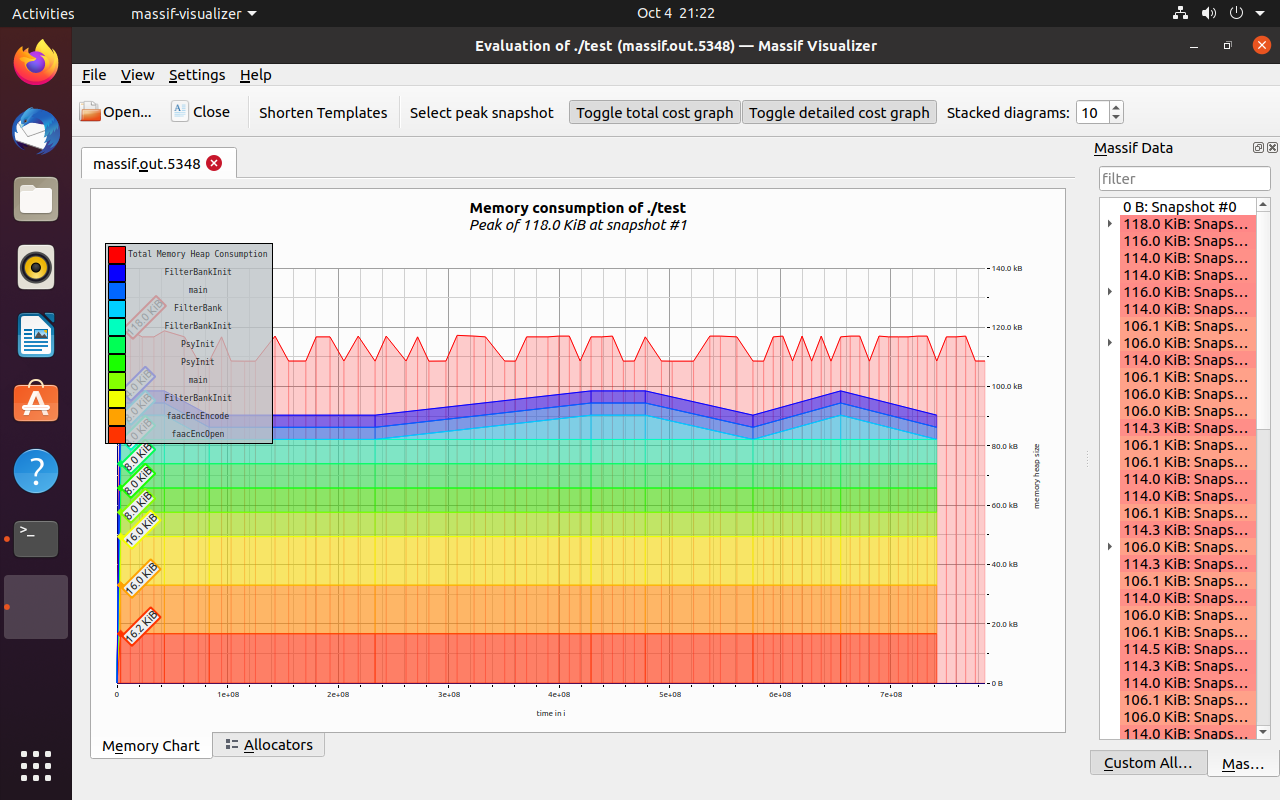 Activities
massif-visualizer
Oct 4 21:22
Evaluation of ./test (massif.out.5348) — Massif Visualizer
File View Settings Help
Open... Close Shorten Templates Select peak snapshot Toggle total cost graph Toggle detailed cost graph Stacked diagrams: 10
massif.out.5348
Memory consumption of ./test
Peak of 118.0 KiB at snapshot #1
Total Memory Heap Consumption
FilterBankInit
main
FilterBank
FilterBankInit
PsyInit
PsyInit
main
FilterBankInit
faacEncEncode
faacEncOpen
118.0 KiB
8.0 KiB
8.0 KiB
8.0 KiB
16.0 KiB
16.0 KiB
16.2 KiB
140.0 kB
120.0 kB
100.0 kB
80.0 kB
60.0 kB
40.0 kB
20.0 kB
0 B
memory heap size
0 1e+08 2e+08 3e+08 4e+08 5e+08 6e+08 7e+08
time in i
Memory Chart Allocators
Massif Data
filter
0 B: Snapshot #0
118.0 KiB: Snaps...
116.0 KiB: Snaps...
114.0 KiB: Snaps...
114.0 KiB: Snaps...
116.0 KiB: Snaps...
114.0 KiB: Snaps...
106.1 KiB: Snaps...
106.0 KiB: Snaps...
114.0 KiB: Snaps...
106.1 KiB: Snaps...
106.0 KiB: Snaps...
106.0 KiB: Snaps...
114.3 KiB: Snaps...
106.1 KiB: Snaps...
106.1 KiB: Snaps...
114.0 KiB: Snaps...
114.0 KiB: Snaps...
106.1 KiB: Snaps...
114.3 KiB: Snaps...
106.0 KiB: Snaps...
114.3 KiB: Snaps...
106.1 KiB: Snaps...
114.0 KiB: Snaps...
106.0 KiB: Snaps...
106.1 KiB: Snaps...
114.5 KiB: Snaps...
114.3 KiB: Snaps...
114.0 KiB: Snaps...
106.1 KiB: Snaps...
106.0 KiB: Snaps...
114.0 KiB: Snaps...
Custom All... Mas...